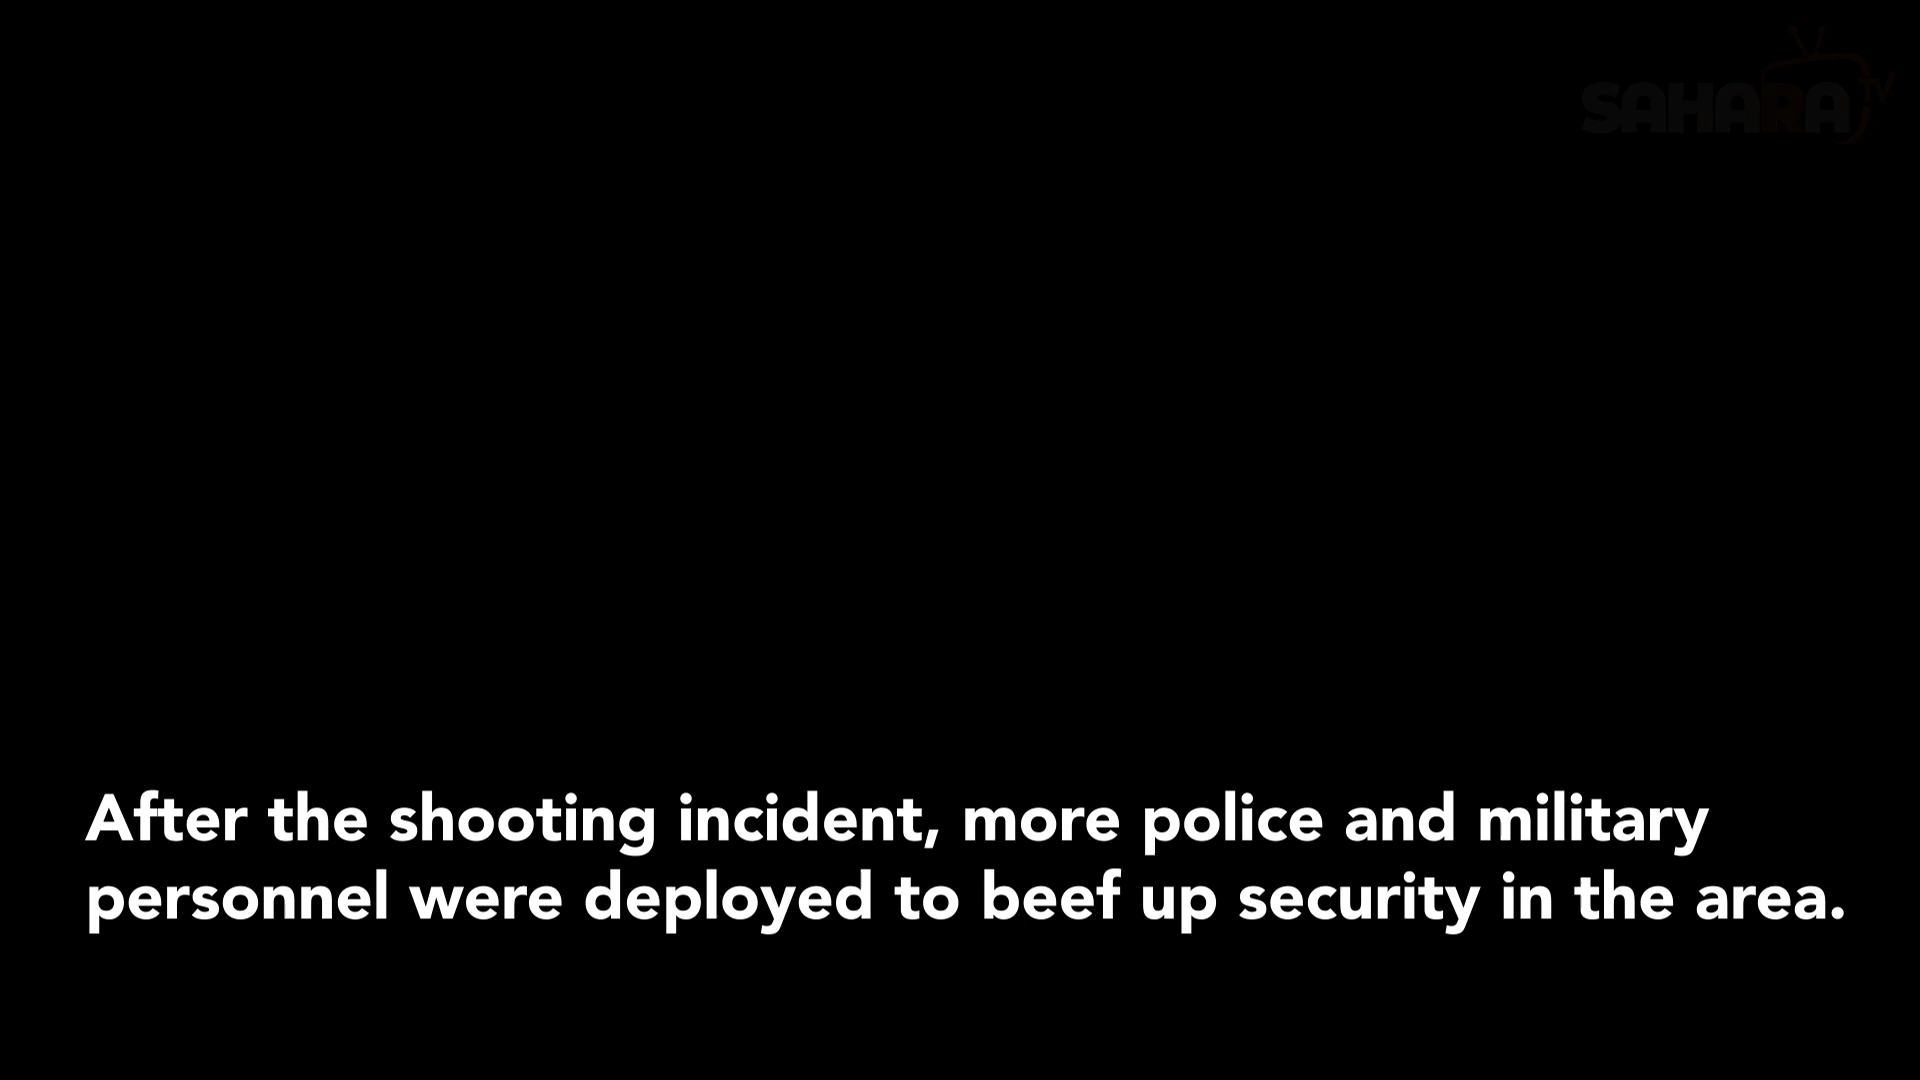 SAHARA TV
After the shooting incident, more police and military
personnel were deployed to beef up security in the area.